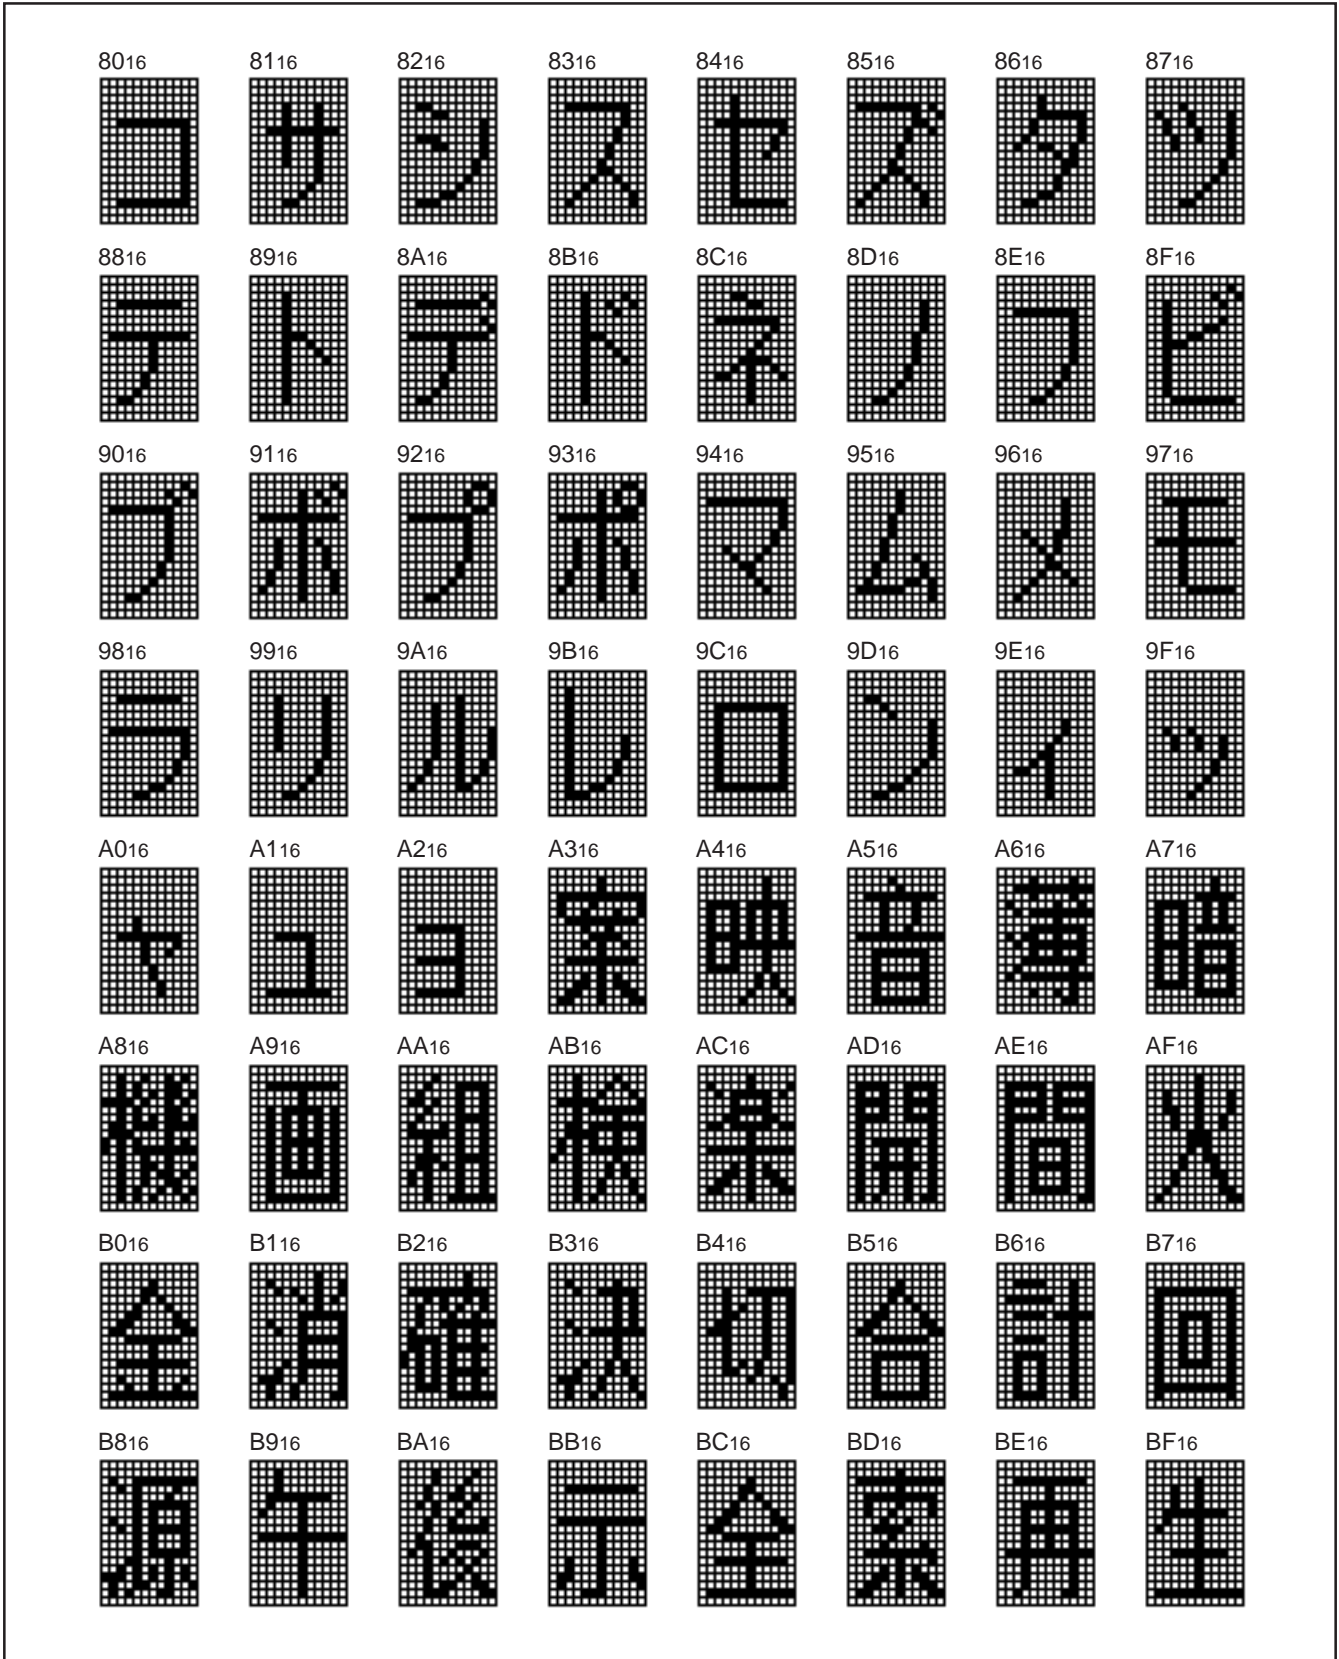 80₁₆ 81₁₆ 82₁₆ 83₁₆ 84₁₆ 85₁₆ 86₁₆ 87₁₆
コ サ シ ス セ ズ タ ツ
88₁₆ 89₁₆ 8A₁₆ 8B₁₆ 8C₁₆ 8D₁₆ 8E₁₆ 8F₁₆
テ ト デ ド ネ ノ フ ビ
90₁₆ 91₁₆ 92₁₆ 93₁₆ 94₁₆ 95₁₆ 96₁₆ 97₁₆
ブ ボ プ ポ マ ム メ モ
98₁₆ 99₁₆ 9A₁₆ 9B₁₆ 9C₁₆ 9D₁₆ 9E₁₆ 9F₁₆
ラ リ ル レ ロ ン ィ ッ
A0₁₆ A1₁₆ A2₁₆ A3₁₆ A4₁₆ A5₁₆ A6₁₆ A7₁₆
ャ ュ ョ 案 映 音 暗
A8₁₆ A9₁₆ AA₁₆ AB₁₆ AC₁₆ AD₁₆ AE₁₆ AF₁₆
機 画 組 検 楽 開 間 火
B0₁₆ B1₁₆ B2₁₆ B3₁₆ B4₁₆ B5₁₆ B6₁₆ B7₁₆
金 消 確 決 切 合 計 回
B8₁₆ B9₁₆ BA₁₆ BB₁₆ BC₁₆ BD₁₆ BE₁₆ BF₁₆
源 午 後 示 全 索 再 生